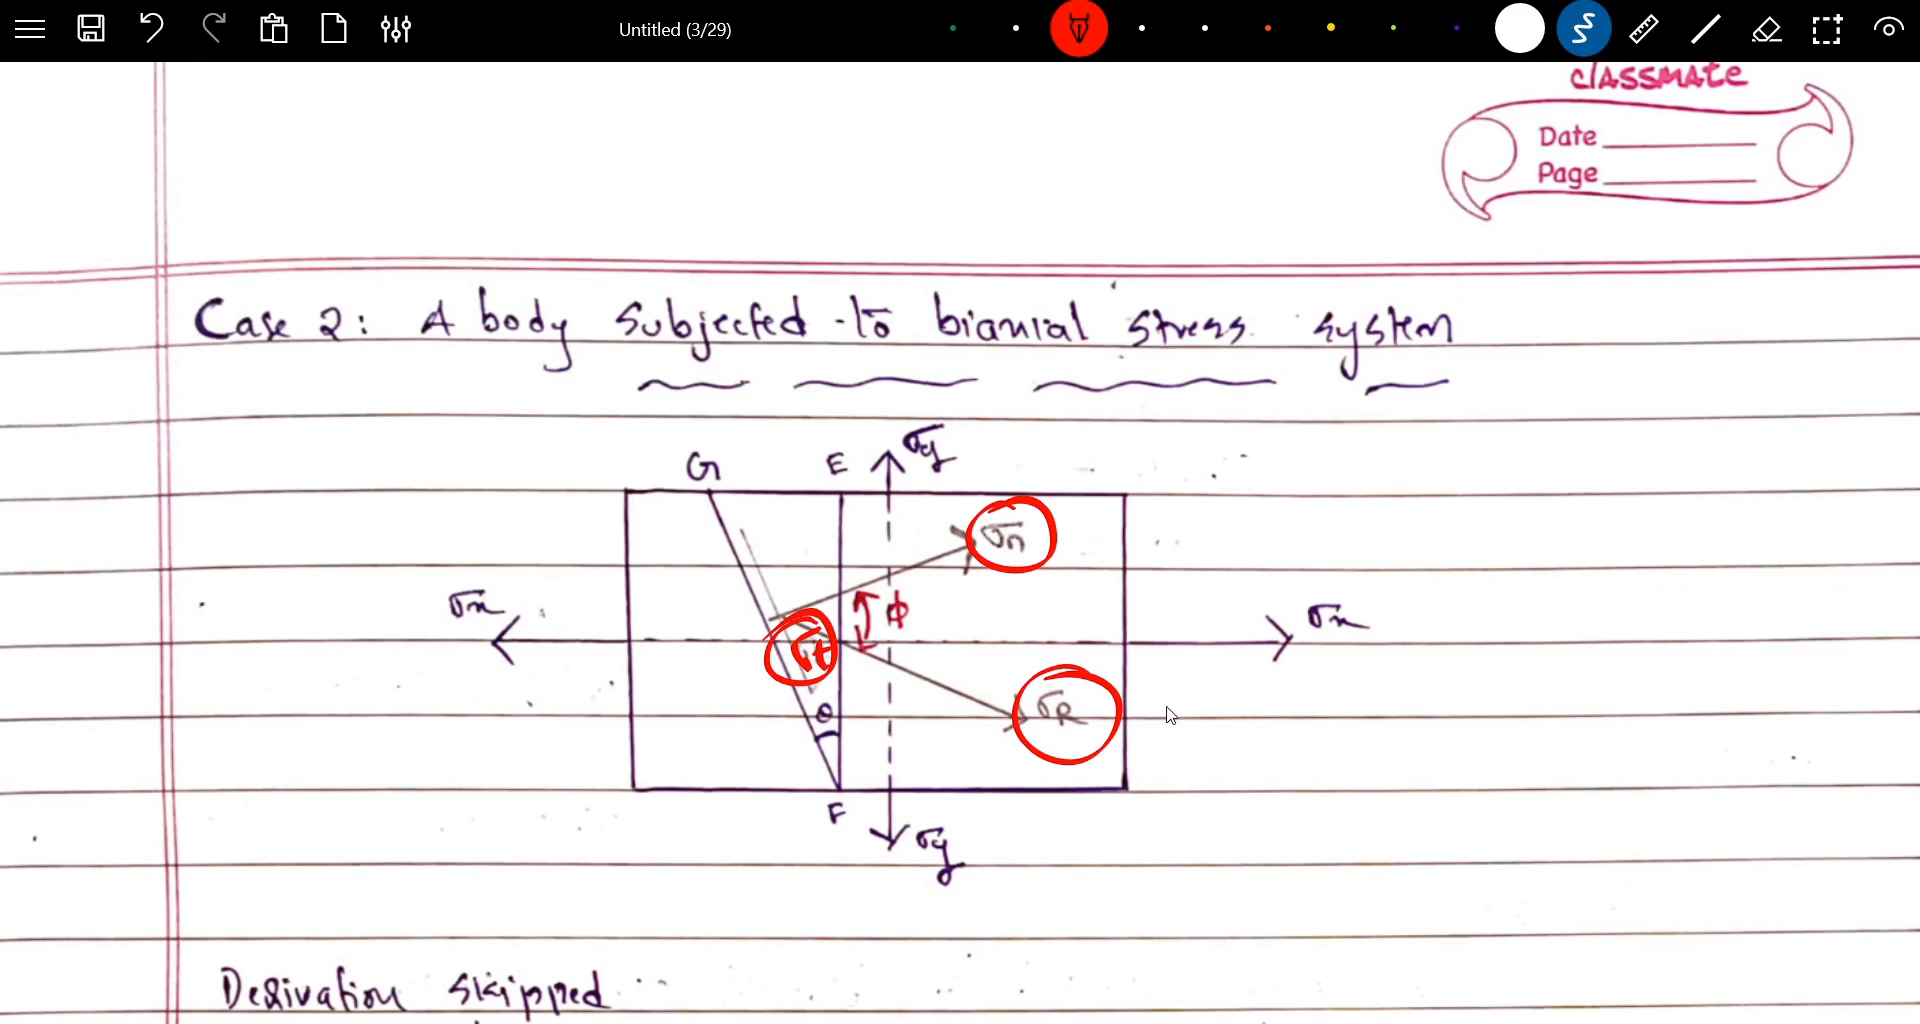 Untitled (3/29)
classmate
Date
Page
Case 2: A body subjected to biaxial stress system
G E σy
σn
σx ϕ σx
σt
σR
θ
F
σy
Derivation skipped